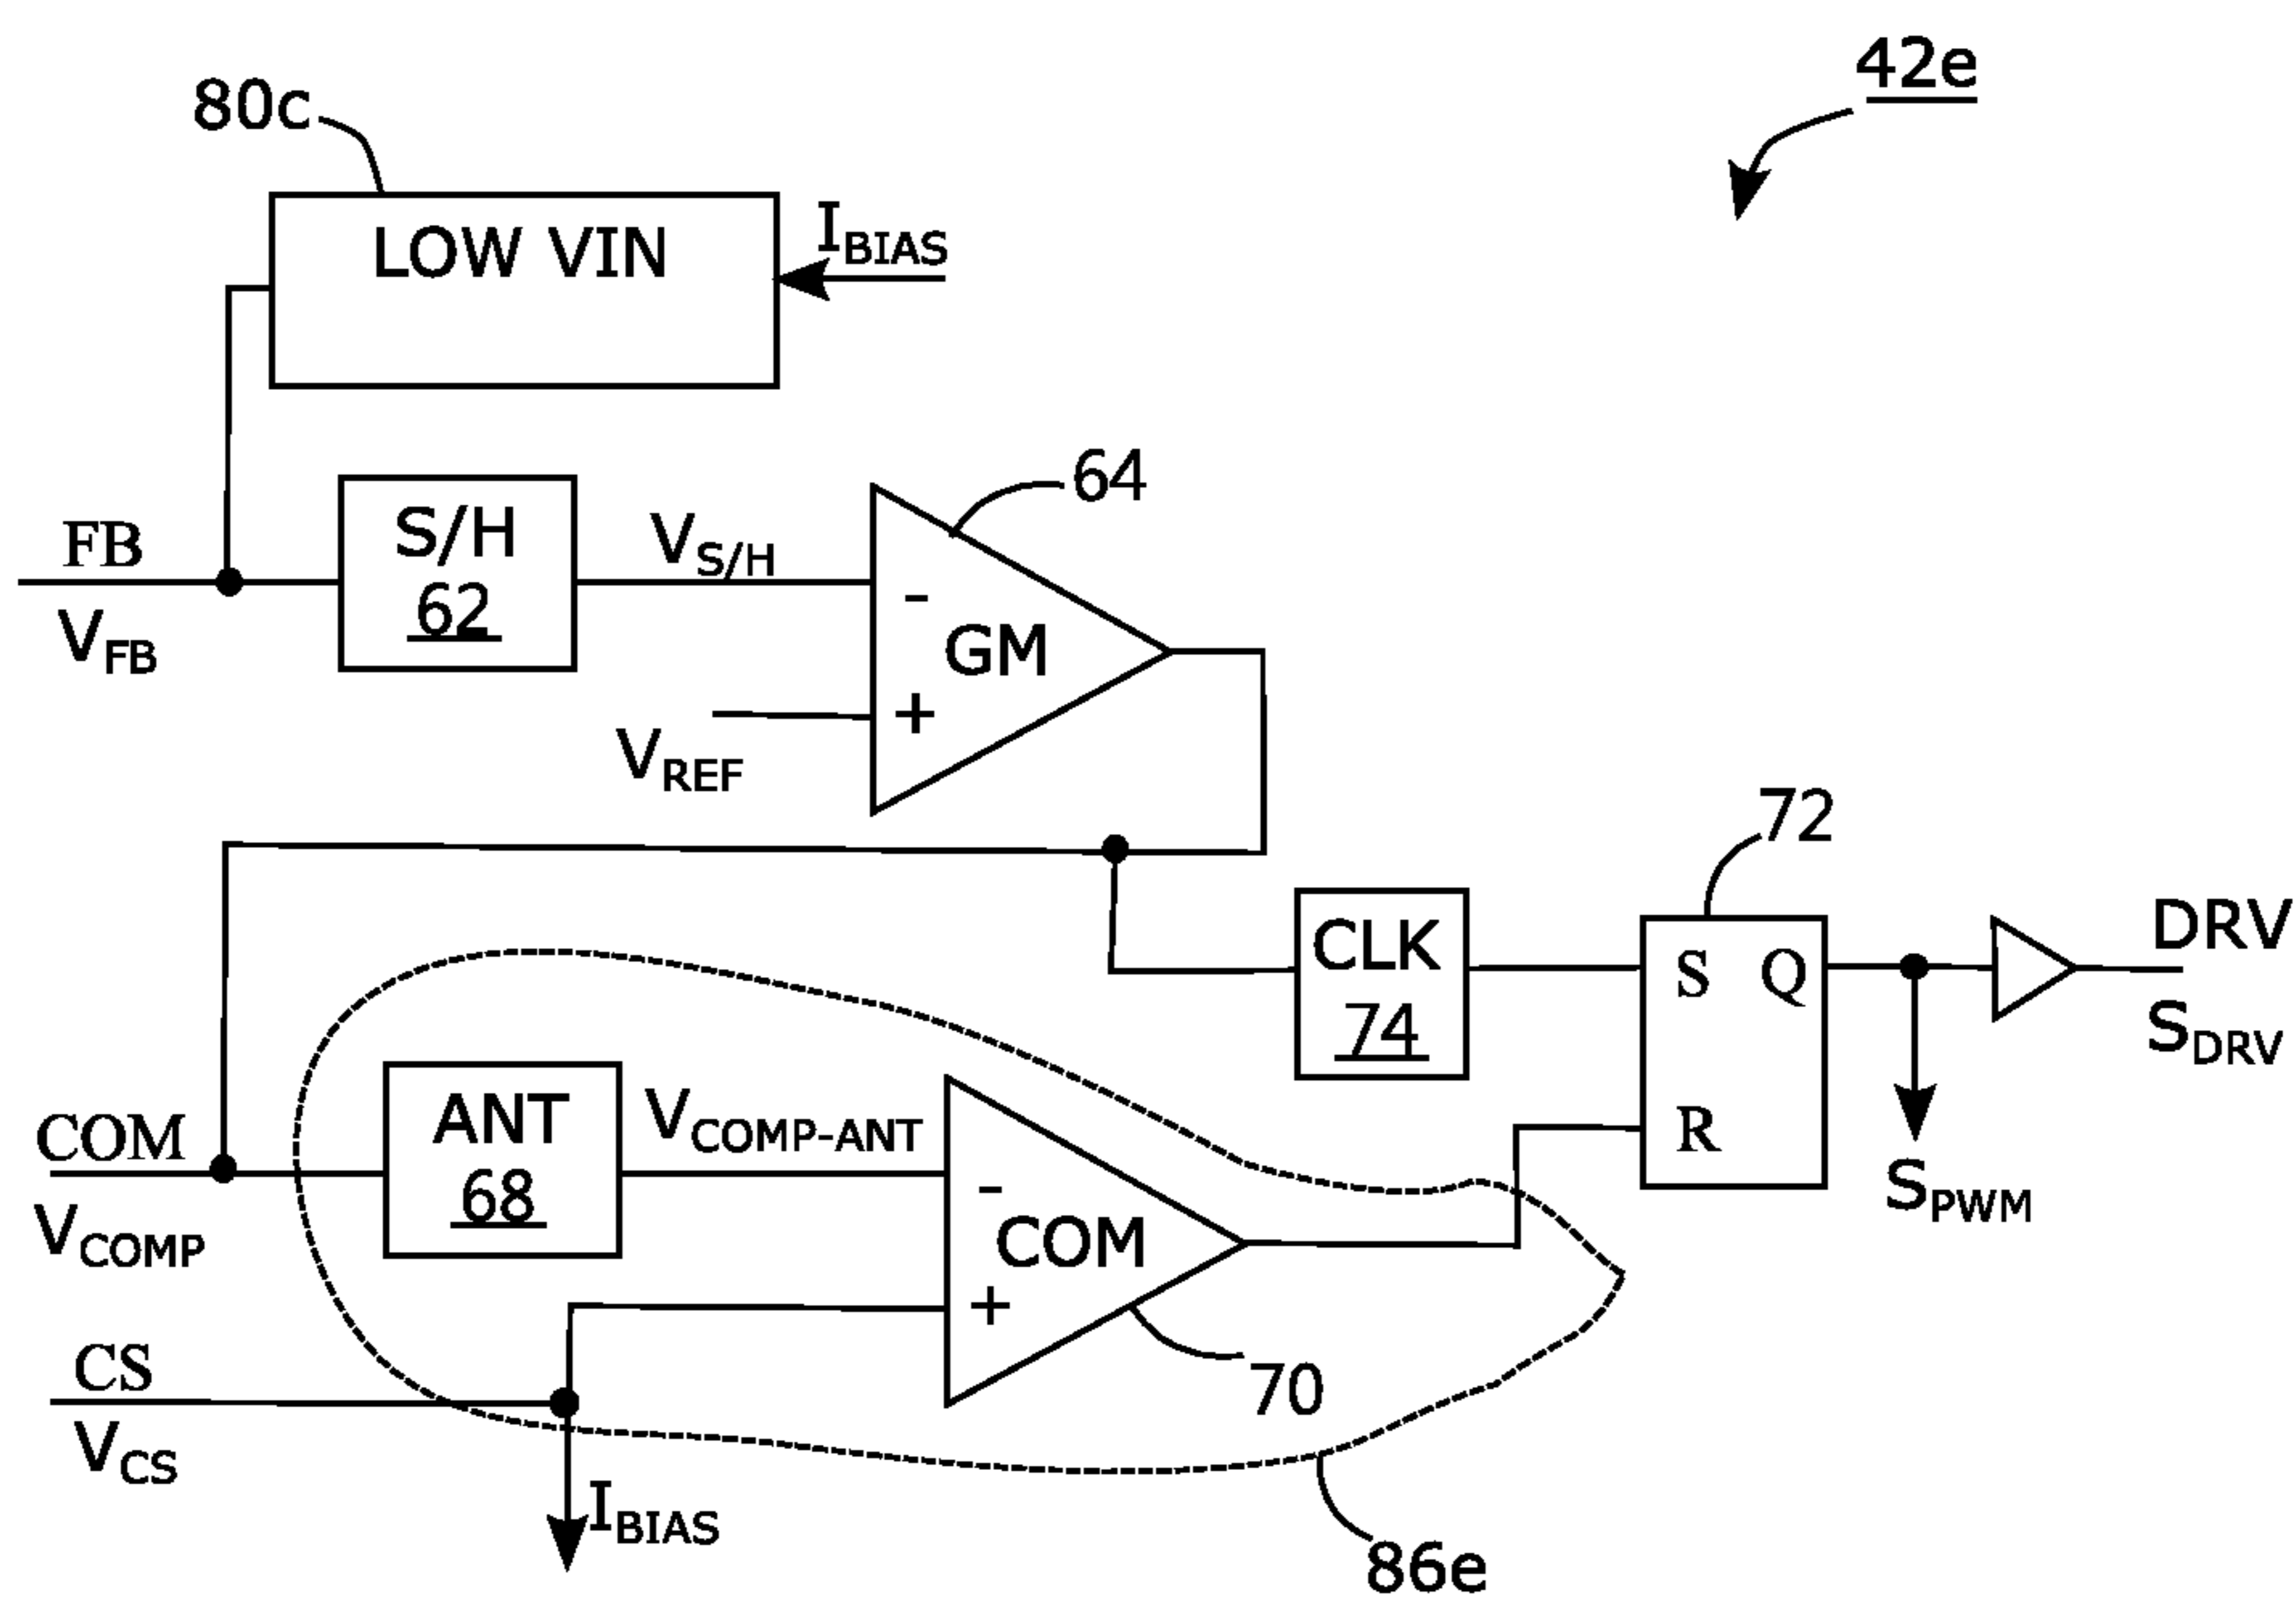 42e
80c
LOW VIN
IBIAS
64
FB
S/H
62
VS/H
VFB
-
GM
+
VREF
72
DRV
CLK
74
S Q
SDRV
COM
ANT
68
VCOMP-ANT
R
-
COM
SPWM
VCOMP
+
CS
70
VCS
IBIAS
86e